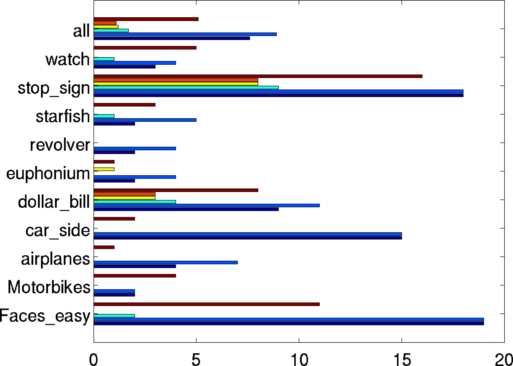 all
watch
stop_sign
starfish
revolver
euphonium
dollar_bill
car_side
airplanes
Motorbikes
Faces_easy
0 5 10 15 20